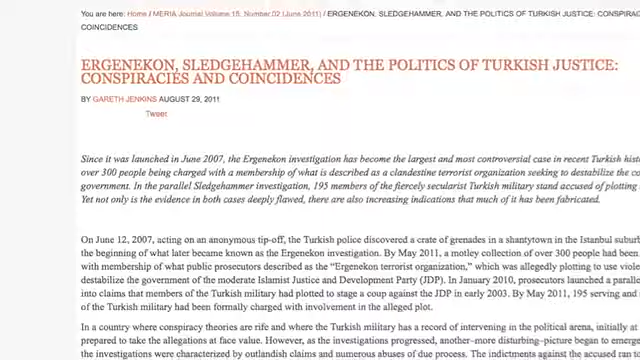 You are here: Home / MERIA Journal Volume 15, Number 02 (June 2011) / ERGENEKON, SLEDGEHAMMER, AND THE POLITICS OF TURKISH JUSTICE:
COINCIDENCES
ERGENEKON, SLEDGEHAMMER, AND THE POLITICS OF TURKISH JUSTICE:
CONSPIRACIES AND COINCIDENCES
BY GARETH JENKINS AUGUST 29, 2011
Tweet
Since it was launched in June 2007, the Ergenekon investigation has become the largest and most controversial case in recent Turkish
over 300 people being charged with a membership of what is described as a clandestine terrorist organization seeking to destabilize the
government. In the parallel Sledgehammer investigation, 195 members of the fiercely secularist Turkish military stand accused of plotting
Yet not only is the evidence in both cases deeply flawed, there are also increasing indications that much of it has been fabricated.
On June 12, 2007, acting on an anonymous tip-off, the Turkish police discovered a crate of grenades in a shantytown in the Istanbul
the beginning of what later became known as the Ergenekon investigation. By May 2011, a motley collection of over 300 people had been
with membership of what public prosecutors described as the “Ergenekon terrorist organization,” which was allegedly plotting to use
destabilize the government of the moderate Islamist Justice and Development Party (JDP). In January 2010, prosecutors launched a
into claims that members of the Turkish military had plotted to stage a coup against the JDP in early 2003. By May 2011, 195 serving and
of the Turkish military had been formally charged with involvement in the alleged plot.
In a country where conspiracy theories are rife and where the Turkish military has a record of intervening in the political arena, initially
prepared to take the allegations at face value. However, as the investigations progressed, another–more disturbing–picture began to
the investigations were characterized by outlandish claims and numerous abuses of due process. The indictments against the accused